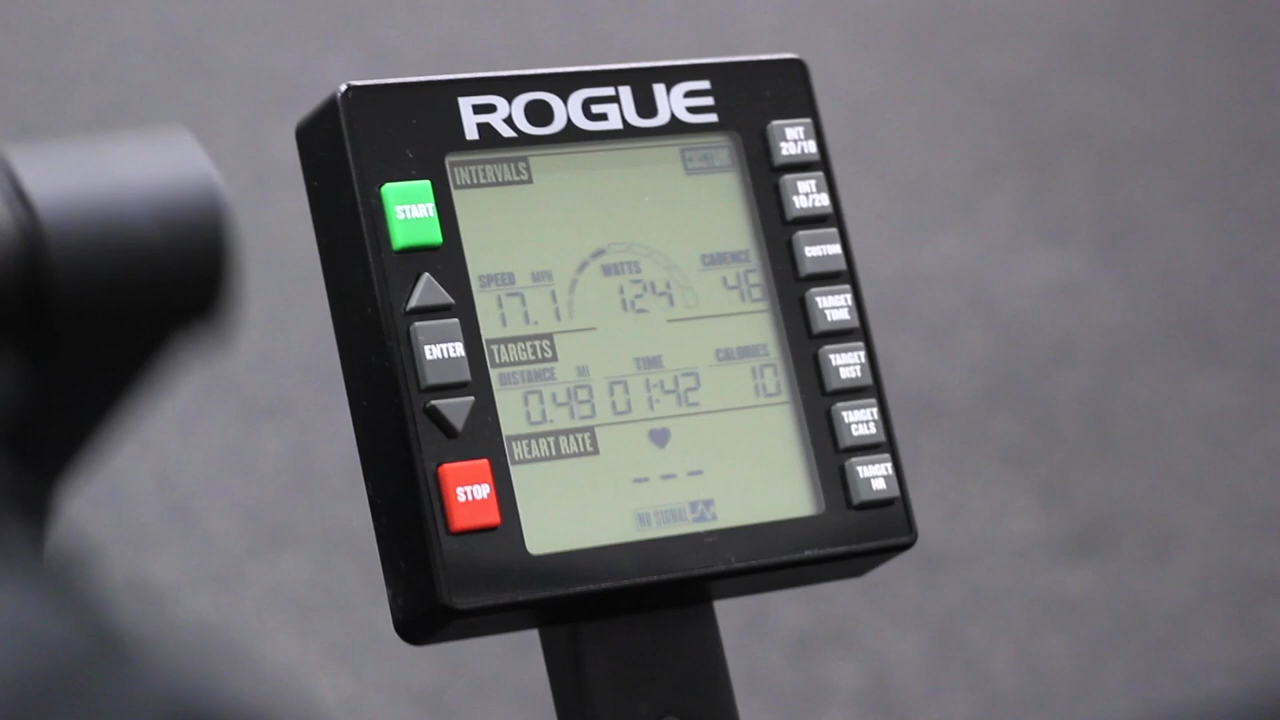 ROGUE
INTERVALS
CUSTOM
START
SPEED MPH
17.1
WATTS
124
CADENCE
46
ENTER
TARGETS
DISTANCE MI
0.49
TIME
01:42
CALORIES
10
HEART RATE
---
NO SIGNAL
STOP
INT
20/10
INT
10/20
CUSTOM
TARGET
TIME
TARGET
DIST
TARGET
CALS
TARGET
HR